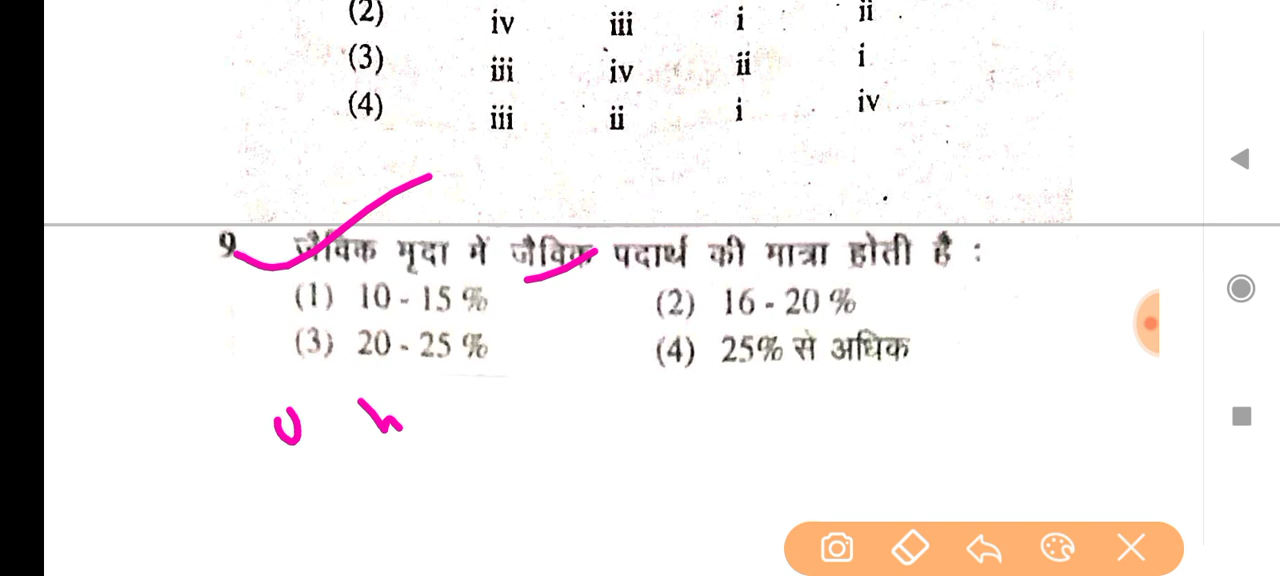 (2) iv iii i ii
(3) iii iv ii i
(4) iii ii i iv
9. जैविक मृदा में जैविक पदार्थ की मात्रा होती है :
(1) 10 - 15 % (2) 16 - 20 %
(3) 20 - 25 % (4) 25% से अधिक